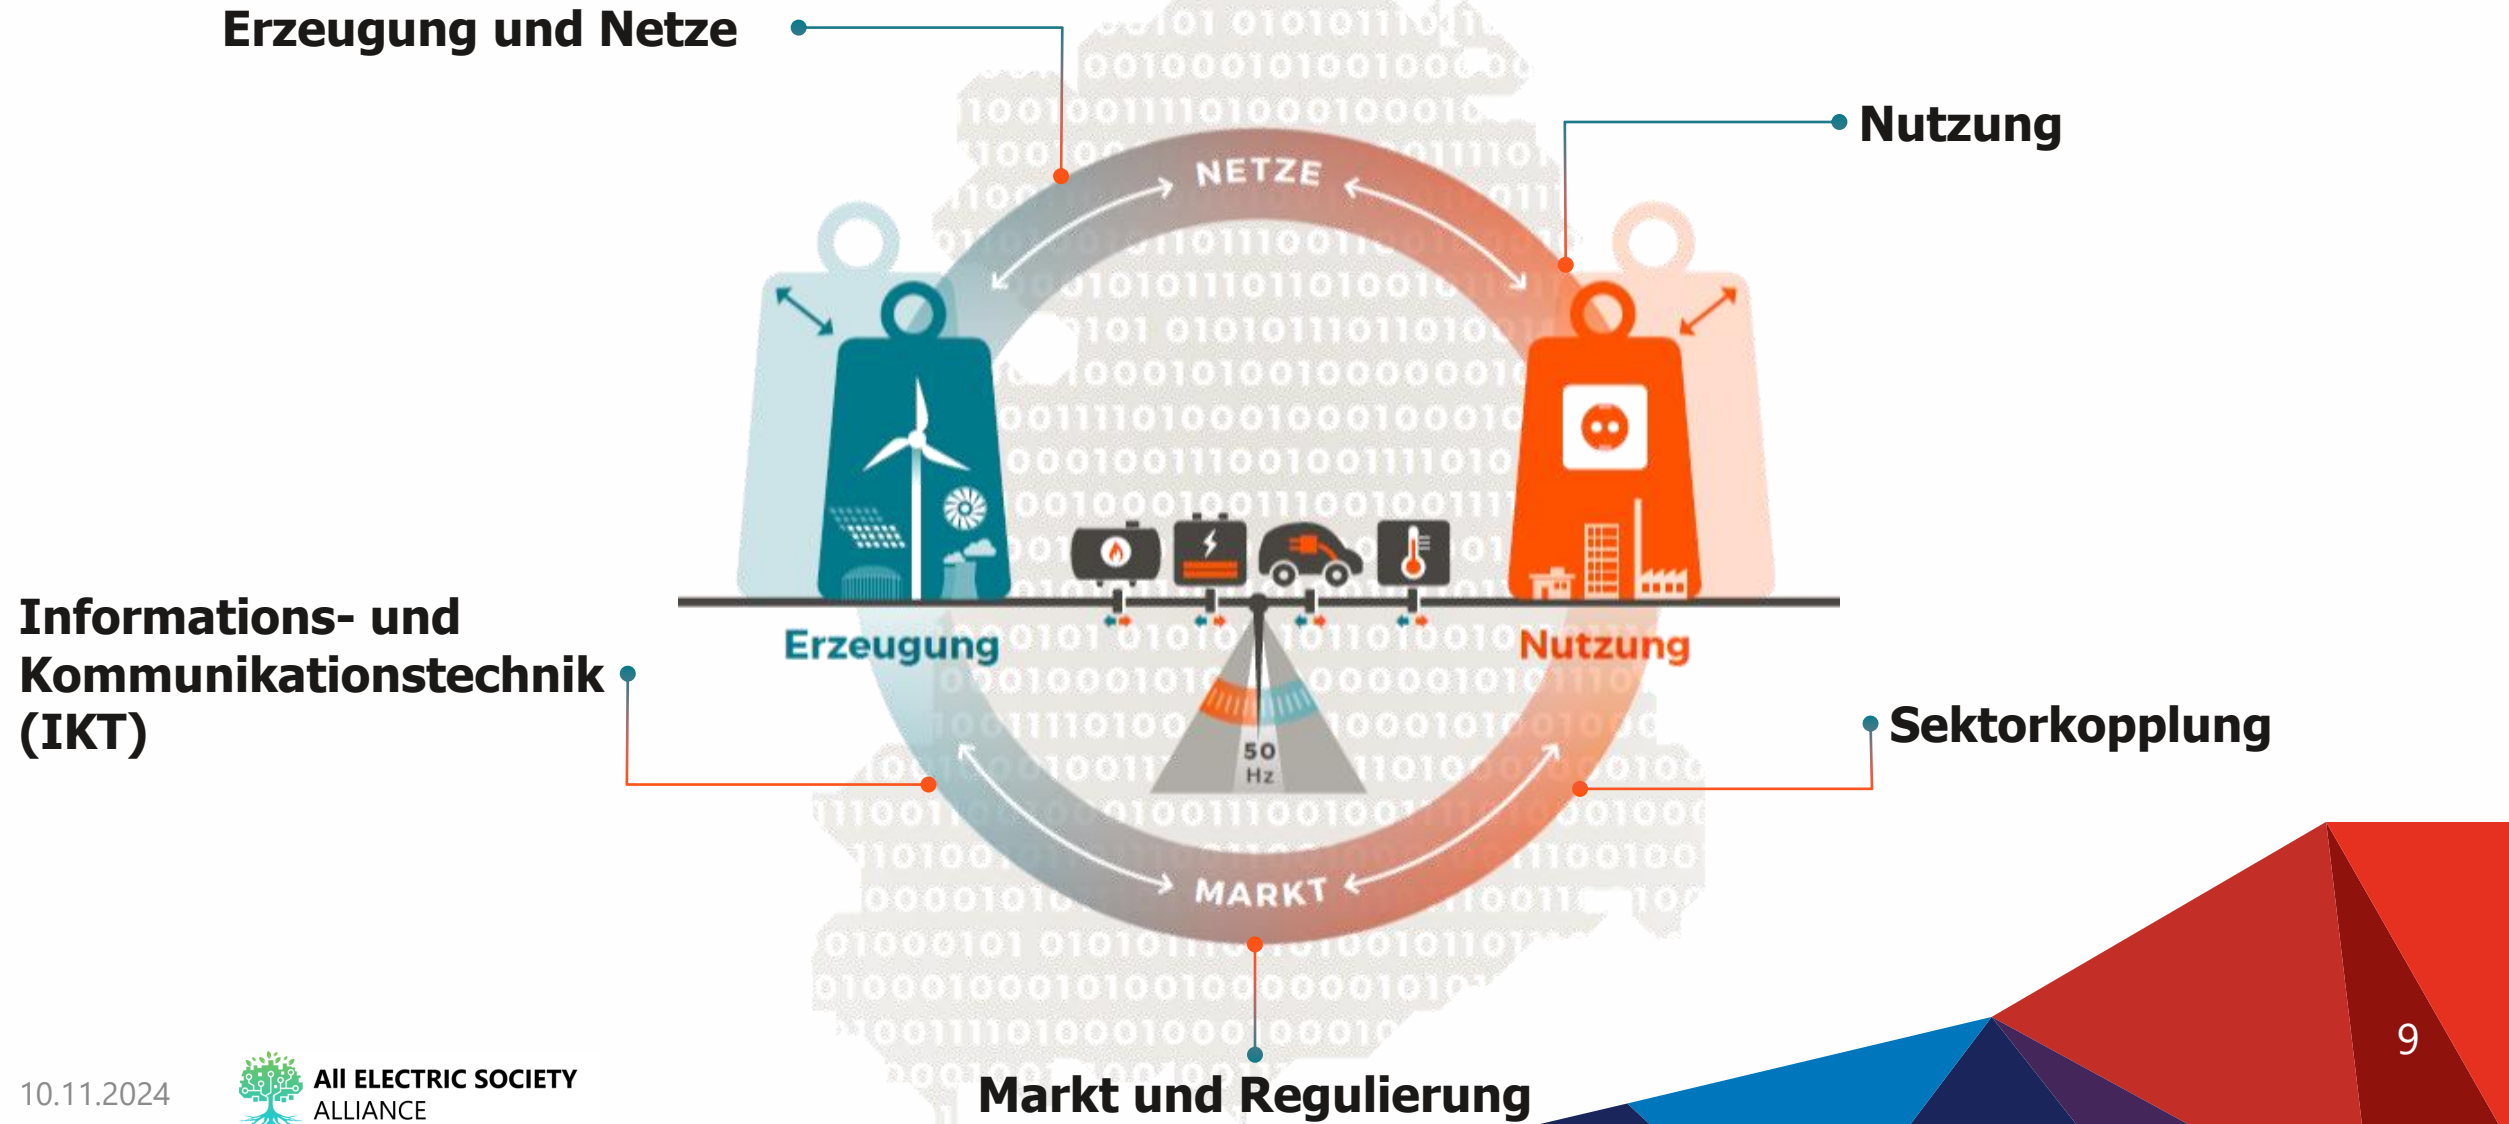 Erzeugung und Netze
Nutzung
NETZE
Informations- und
Kommunikationstechnik
(IKT)
Erzeugung
Nutzung
50
Hz
Sektorkopplung
MARKT
Markt und Regulierung
10.11.2024
All ELECTRIC SOCIETY
ALLIANCE
9